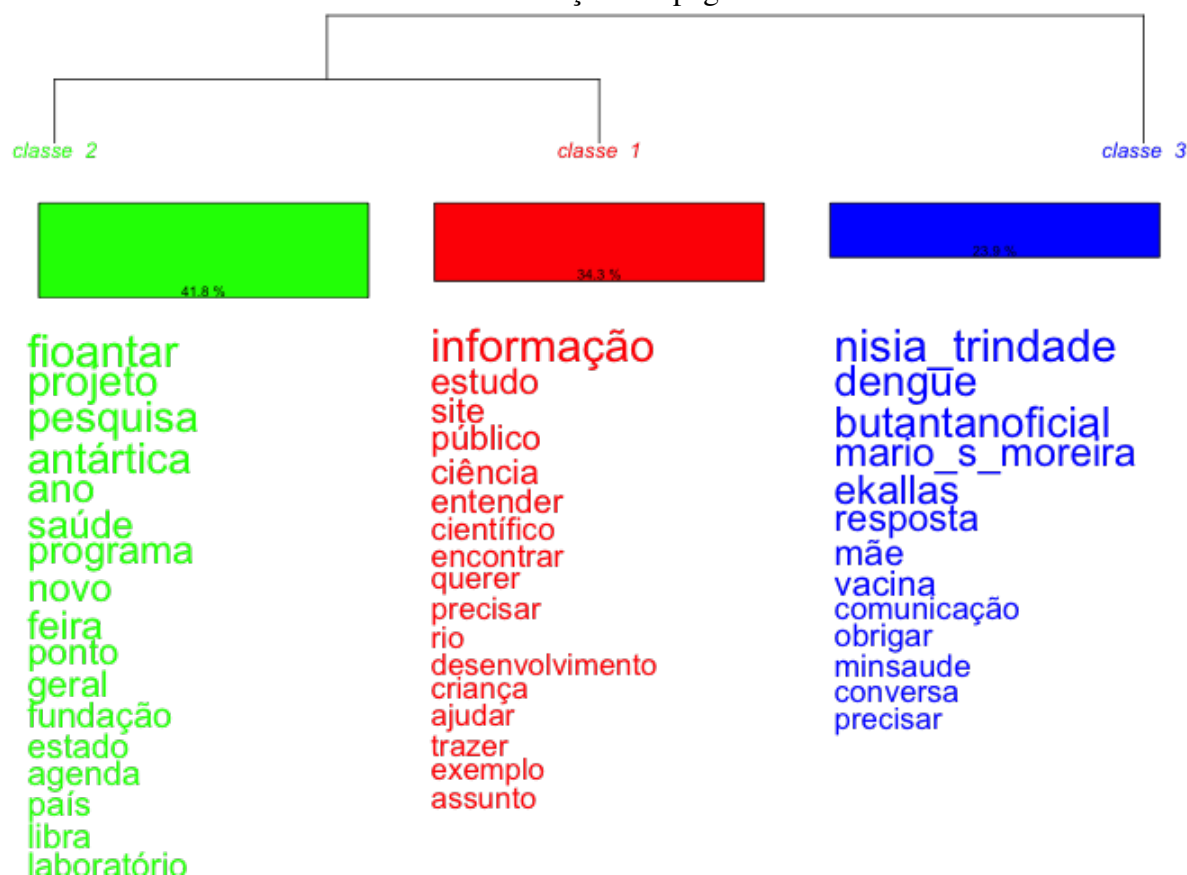 classe 2
classe 1
classe 3
41.8 %
34.3 %
23.9 %
fioantar
projeto
pesquisa
antártica
ano
saúde
programa
novo
feira
ponto
geral
fundação
estado
agenda
país
libra
laboratório
informação
estudo
site
público
ciência
entender
científico
encontrar
querer
precisar
rio
desenvolvimento
criança
ajudar
trazer
exemplo
assunto
nisia_trindade
dengue
butantanoficial
mario_s_moreira
ekallas
resposta
mãe
vacina
comunicação
obrigar
minsaude
conversa
precisar